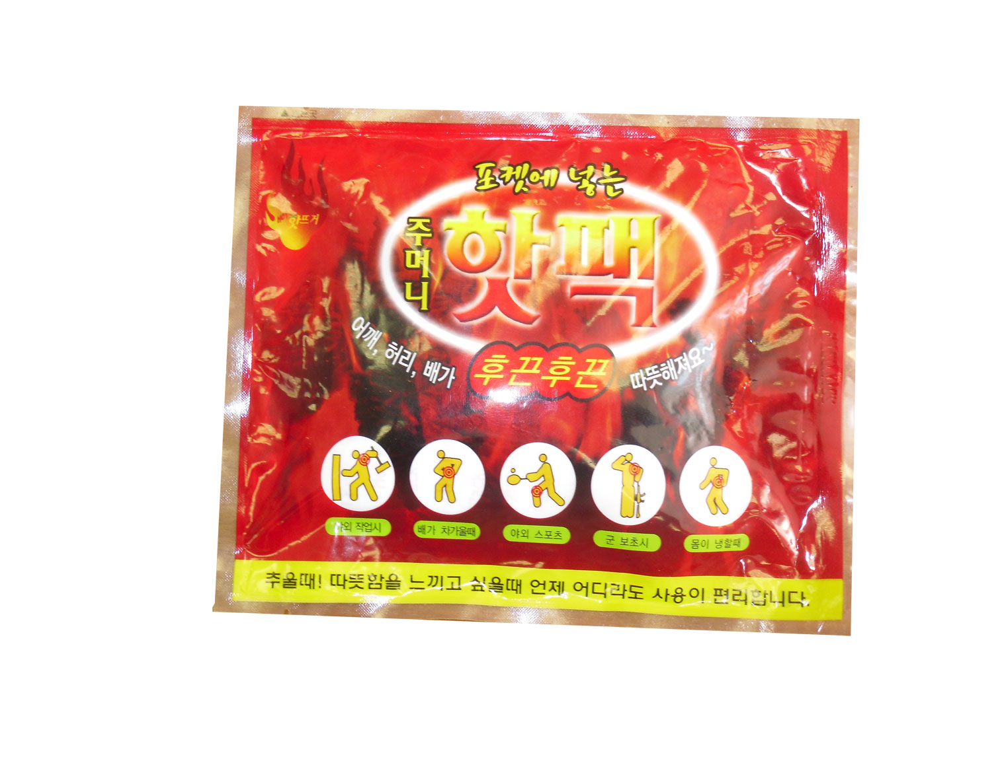 뜨거
포켓에 넣는
주머니
핫팩
어깨, 허리, 배가
후끈후끈
따뜻해져요~
야외 작업시
배가 차가울때
야외 스포츠
군 보초시
몸이 냉할때
추울때! 따뜻함을 느끼고 싶을때 언제 어디라도 사용이 편리합니다.